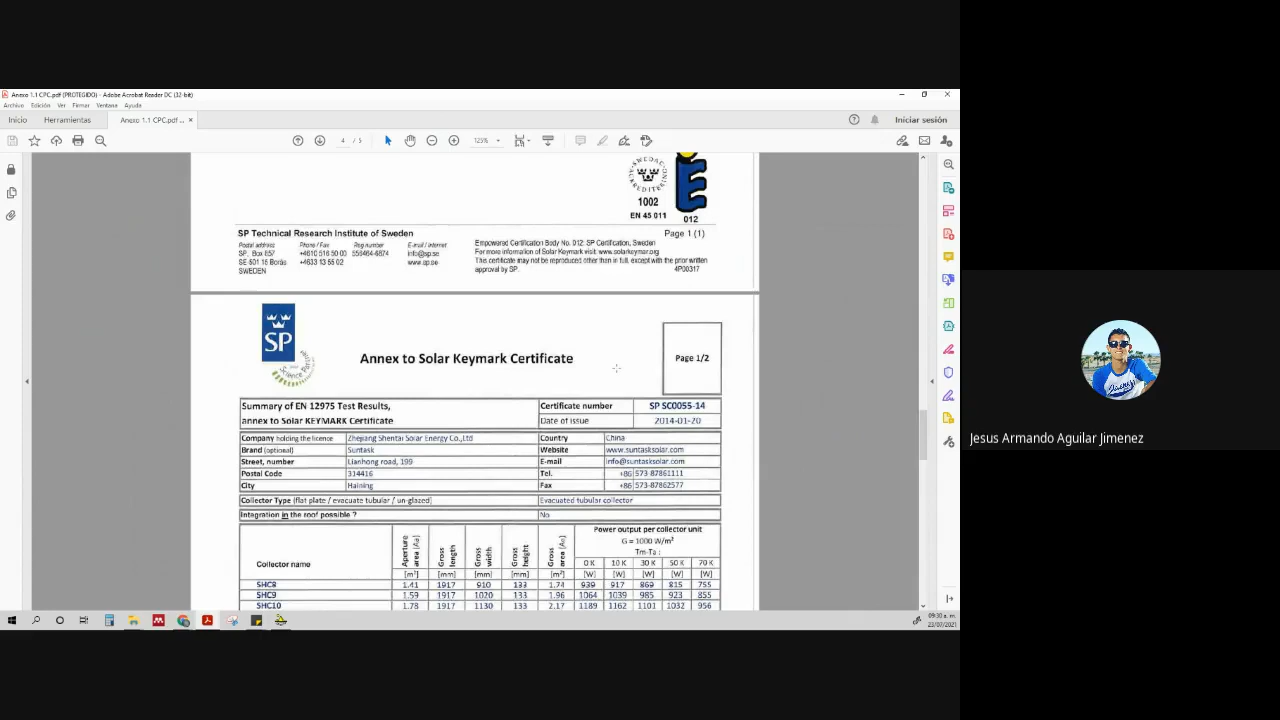 Anexo 1.1 CPC.pdf (PROTEGIDO) - Adobe Acrobat Reader DC (32-bit)
Archivo Edición Ver Firmar Ventana Ayuda
Inicio Herramientas Anexo 1.1 CPC.pdf ... × Iniciar sesión
4 / 5 125%
SWEDAC ACKREDITERING
1002
EN 45 011 012
SP Technical Research Institute of Sweden Page 1 (1)
Postal address Phone / Fax Reg number E-mail / Internet Empowered Certification Body No. 012: SP Certification, Sweden
SP, Box 857 +4610 516 50 00 556464-6874 info@sp.se For more information of Solar Keymark visit: www.solarkeymark.org
SE-501 15 Borås +4633 13 55 02 www.sp.se This certificate may not be reproduced other than in full, except with the prior written
SWEDEN approval by SP. 4P00317
SP
Science Partner
Annex to Solar Keymark Certificate Page 1/2
Summary of EN 12975 Test Results, Certificate number SP SC0055-14
annex to Solar KEYMARK Certificate Date of issue 2014-01-20
Company holding the licence Zhejiang Shentai Solar Energy Co.,Ltd Country China
Brand (optional) Suntask Website www.suntasksolar.com
Street, number Lianhong road, 199 E-mail info@suntasksolar.com
Postal Code 314416 Tel. +86 573-87861111
City Haining Fax +86 573-87862577
Collector Type (flat plate / evacuate tubular / un-glazed) Evacuated tubular collector
Integration in the roof possible ? No
Collector name Aperture area (Aa) Gross length Gross width Gross height Gross area (AG) Power output per collector unit
G = 1000 W/m²
Tm-Ta :
0 K 10 K 30 K 50 K 70 K
[m²] [mm] [mm] [mm] [m²] [W] [W] [W] [W] [W]
SHC8 1.41 1917 910 133 1.74 939 917 869 815 755
SHC9 1.59 1917 1020 133 1.96 1064 1039 985 923 855
SHC10 1.78 1917 1130 133 2.17 1189 1162 1101 1032 956
09:30 a. m.
23/07/2021
Jesus Armando Aguilar Jimenez